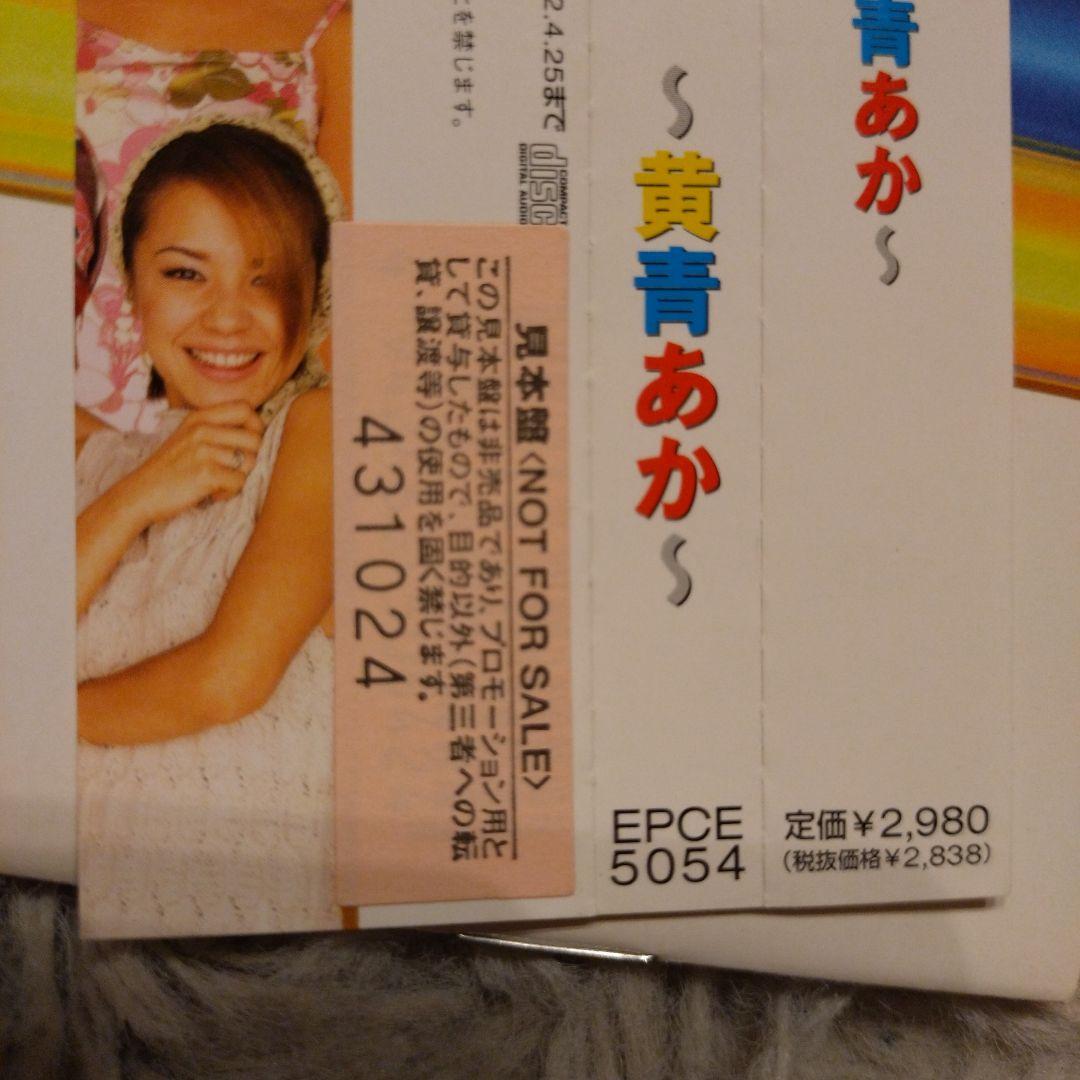 を禁じます。
2.4.25まで
COMPACT
disc
DIGITAL AUDIO
見本盤〈NOT FOR SALE〉
この見本盤は非売品であり、プロモーション用と
して貸与したもので、目的以外（第三者への転
貸、譲渡等）の使用を固く禁じます。
431024
～黄青あか～
EPCE
5054
青あか～
定価￥2,980
（税抜価格￥2,838）